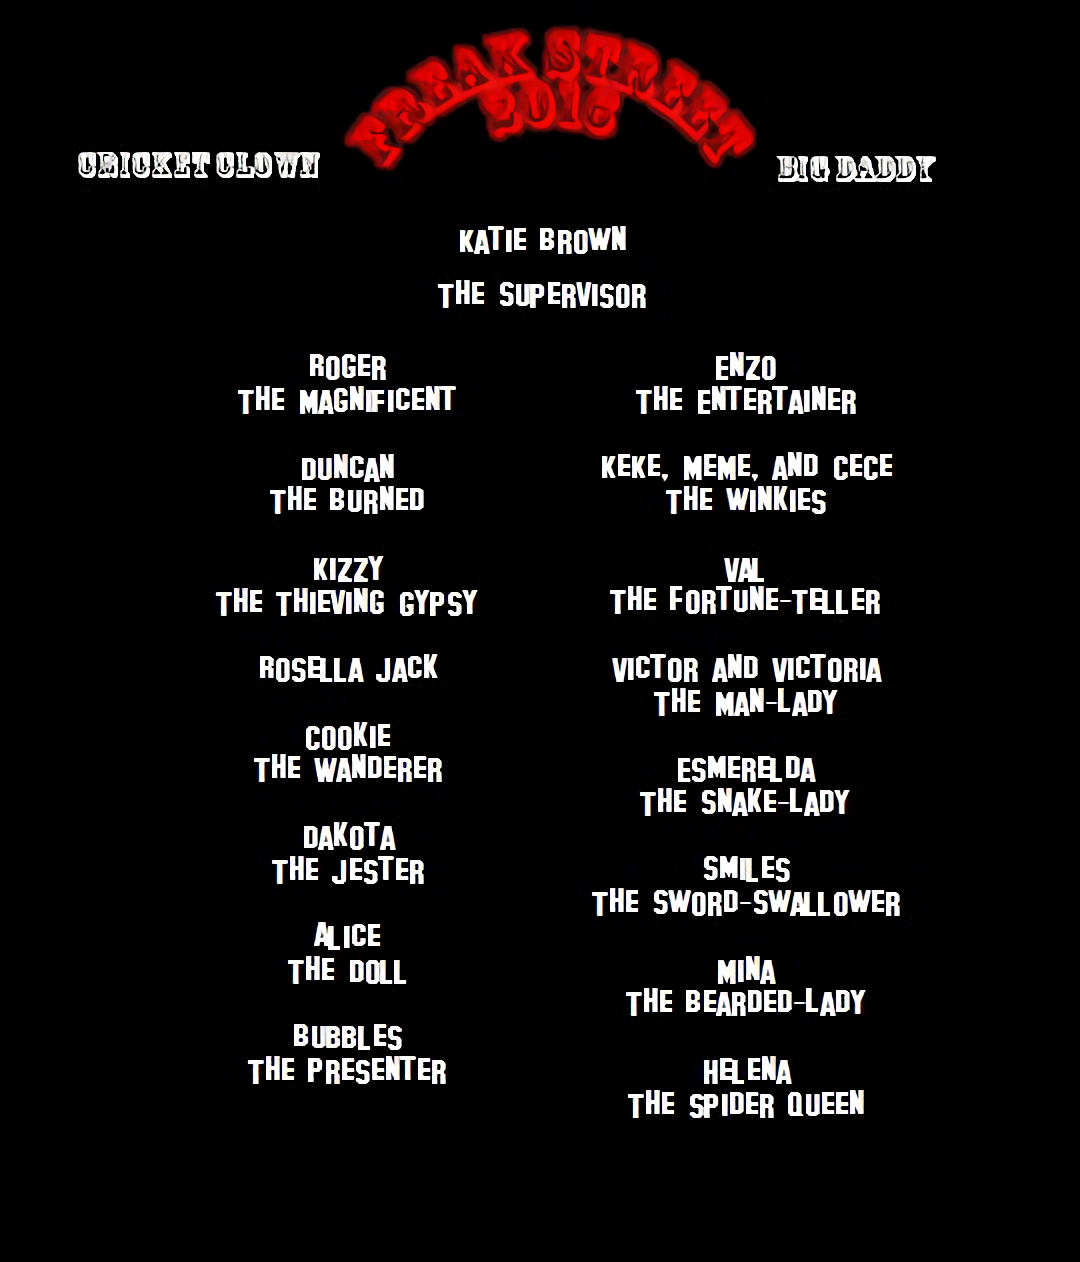 FREAK STREET
2016
CRICKET CLOWN
BIG DADDY
KATIE BROWN
THE SUPERVISOR
ROGER
THE MAGNIFICENT
DUNCAN
THE BURNED
KIZZY
THE THIEVING GYPSY
ROSELLA JACK
COOKIE
THE WANDERER
DAKOTA
THE JESTER
ALICE
THE DOLL
BUBBLES
THE PRESENTER
ENZO
THE ENTERTAINER
KEKE, MEME, AND CECE
THE WINKIES
VAL
THE FORTUNE-TELLER
VICTOR AND VICTORIA
THE MAN-LADY
ESMERELDA
THE SNAKE-LADY
SMILES
THE SWORD-SWALLOWER
MINA
THE BEARDED-LADY
HELENA
THE SPIDER QUEEN